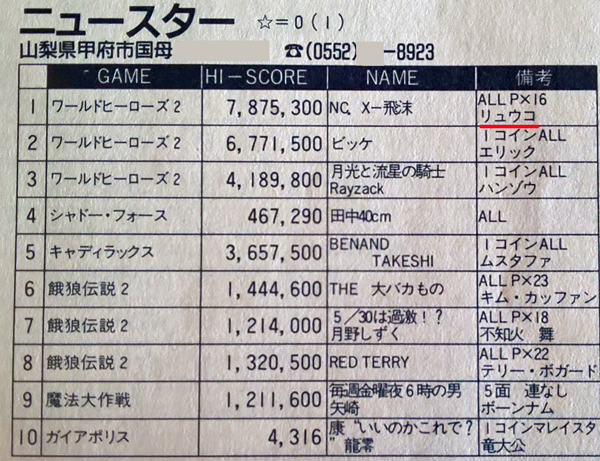 ニュースター ☆=0(1)
山梨県甲府市国母 ☎(0552) -8923
GAME HI-SCORE NAME 備考
1 ワールドヒーローズ2 7,875,300 NC、X-飛沫 ALL P×16
リュウコ
2 ワールドヒーローズ2 6,771,500 ビッケ 1コインALL
エリック
3 ワールドヒーローズ2 4,189,800 月光と流星の騎士 1コインALL
Rayzack ハンゾウ
4 シャドー・フォース 467,290 田中40cm ALL
5 キャディラックス 3,657,500 BENAND 1コインALL
TAKESHI ムスタファ
6 餓狼伝説2 1,444,600 THE 大バカもの ALL P×23
キム・カッファン
7 餓狼伝説2 1,214,000 5/30は過激!? ALL P×18
月野しずく 不知火 舞
8 餓狼伝説2 1,320,500 RED TERRY ALL P×22
テリー・ボガード
9 魔法大作戦 1,211,600 毎週金曜夜6時の男 5面 連なし
矢崎 ボーンナム
10 ガイアポリス 4,316 康“いいのかこれで? 1コインマレイスタ
”龍零 竜大公